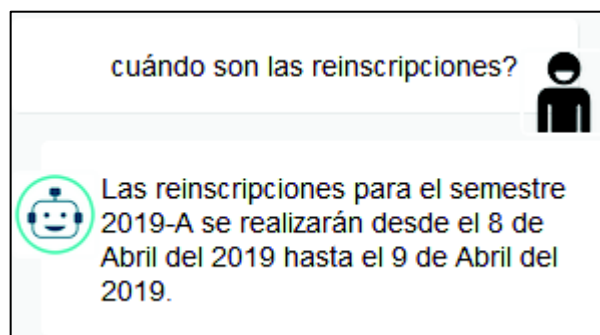 cuándo son las reinscripciones?
Las reinscripciones para el semestre
2019-A se realizarán desde el 8 de
Abril del 2019 hasta el 9 de Abril del
2019.